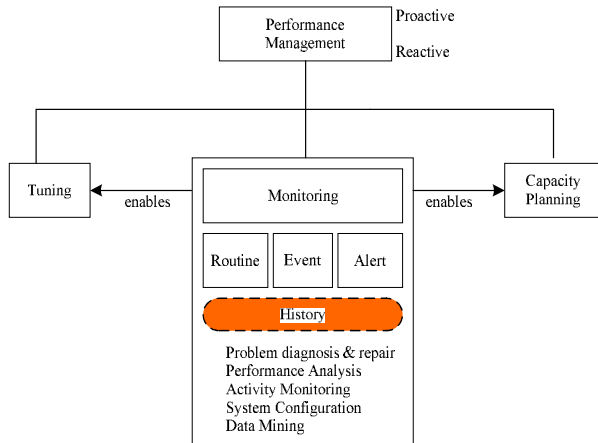 Performance
Management
Proactive
Reactive
Tuning
enables
Monitoring
enables
Capacity
Planning
Routine
Event
Alert
History
Problem diagnosis & repair
Performance Analysis
Activity Monitoring
System Configuration
Data Mining